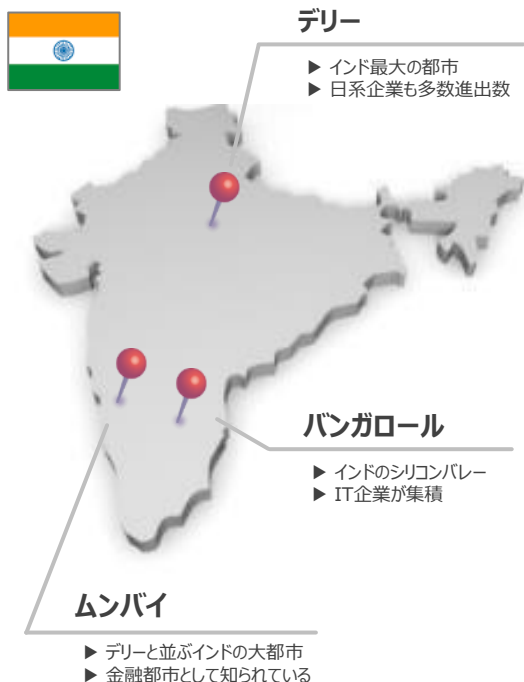 デリー
▶ インド最大の都市
▶ 日系企業も多数進出数
バンガロール
▶ インドのシリコンバレー
▶ IT企業が集積
ムンバイ
▶ デリーと並ぶインドの大都市
▶ 金融都市として知られている